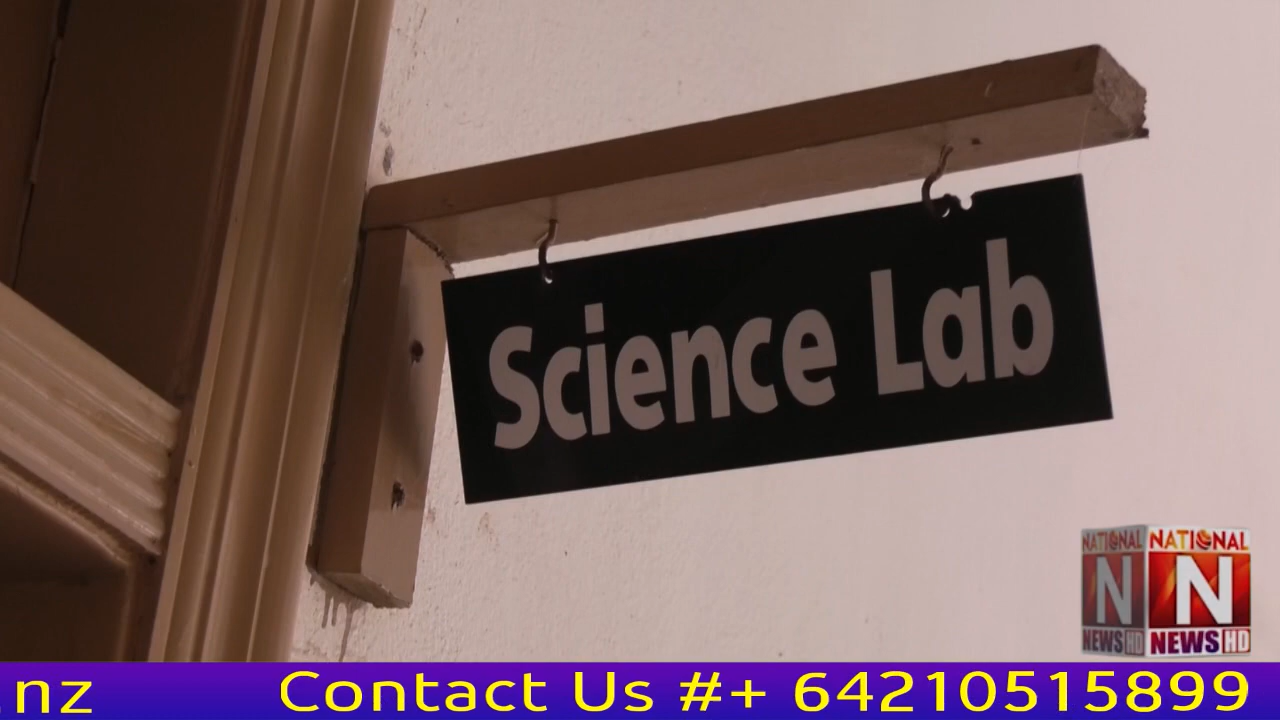 Science Lab
NATIONAL NATIONAL
N N
NEWS HD NEWS HD
nz Contact Us #+ 64210515899